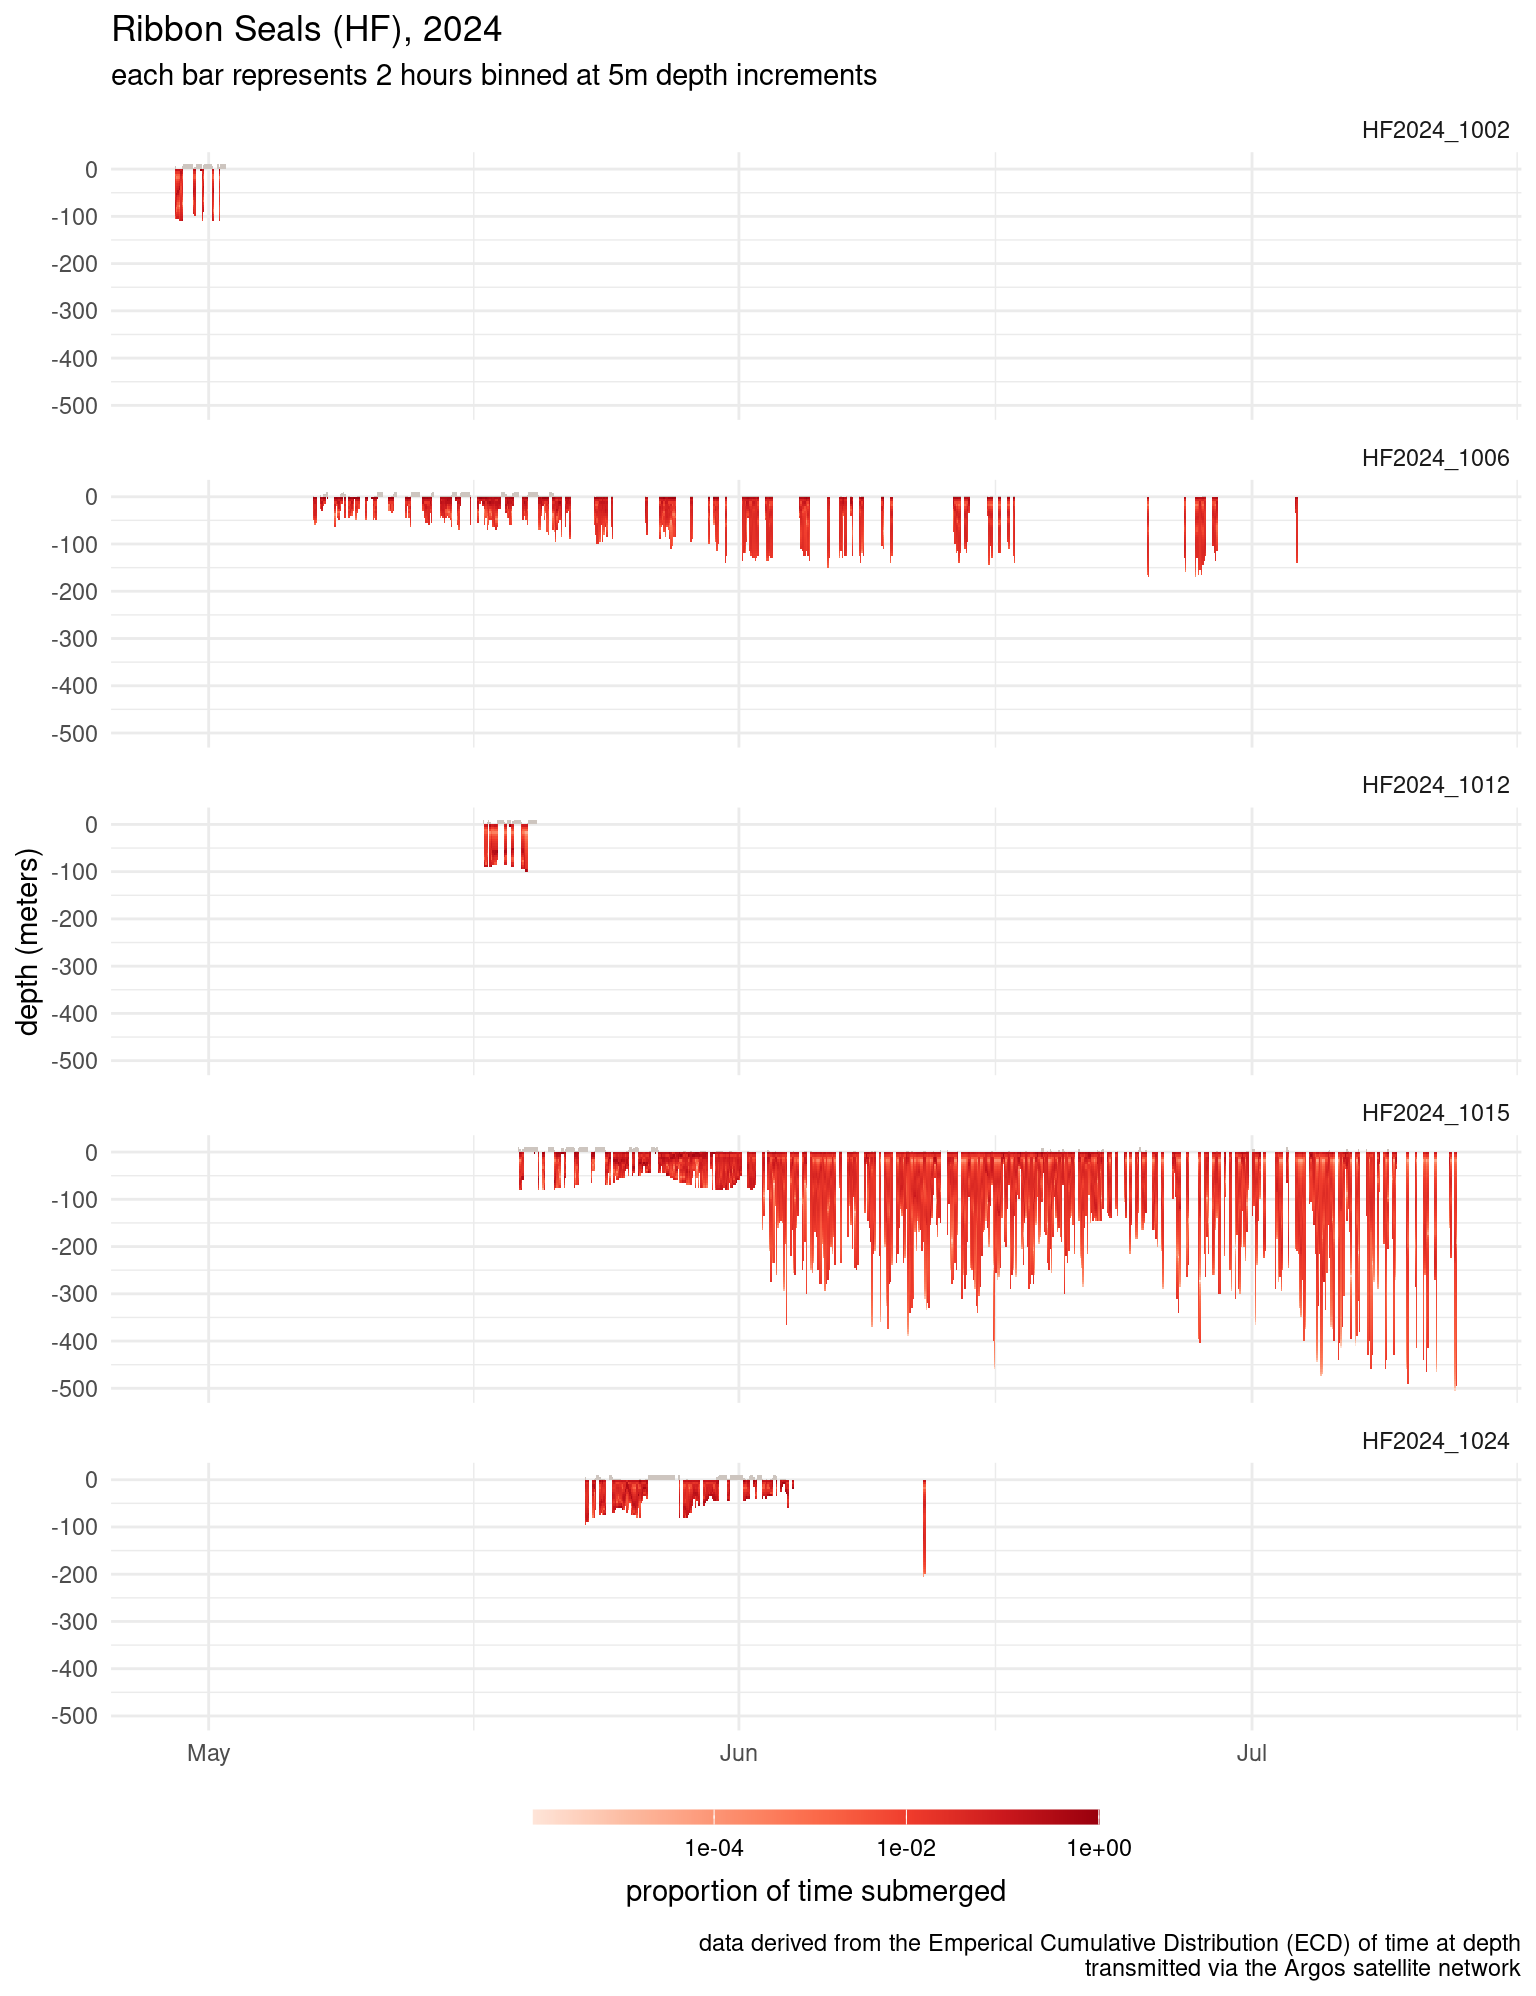 Ribbon Seals (HF), 2024
each bar represents 2 hours binned at 5m depth increments
HF2024_1002
0
-100
-200
-300
-400
-500
HF2024_1006
0
-100
-200
-300
-400
-500
HF2024_1012
0
-100
-200
-300
-400
-500
depth (meters)
HF2024_1015
0
-100
-200
-300
-400
-500
HF2024_1024
0
-100
-200
-300
-400
-500
May Jun Jul
1e-04 1e-02 1e+00
proportion of time submerged
data derived from the Emperical Cumulative Distribution (ECD) of time at depth
transmitted via the Argos satellite network